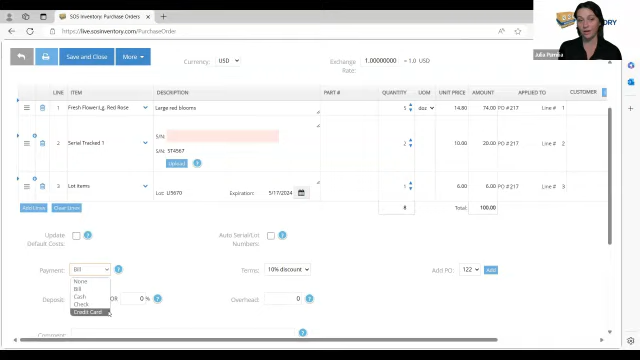 SOS Inventory: Purchase Orders
https://live.sosinventory.com/PurchaseOrder
Julia Pomilia
Save and Close
More
Currency: USD
Exchange Rate: 1.00000000 = 1.0 USD
LINE ITEM DESCRIPTION PART # QUANTITY UOM UNIT PRICE AMOUNT APPLIED TO CUSTOMER
1 Fresh Flower:Lg. Red Rose Large red blooms 5 doz 14.80 74.00 PO # 217 Line # 1
2 Serial Tracked 1 S/N: 2 10.00 20.00 PO # 217 Line # 2
S/N: ST4567
Upload
3 Lot items Lot: LI5670 Expiration: 5/17/2024 1 6.00 6.00 PO # 217 Line # 3
Add Lines Clear Lines 8 Total: 100.00
Update Default Costs: Auto Serial/Lot Numbers:
Payment: Bill Terms: 10% discount Add PO: 122 Add
None
Bill
Cash
Check
Credit Card
Deposit: OR 0 % Overhead: 0
Comment: